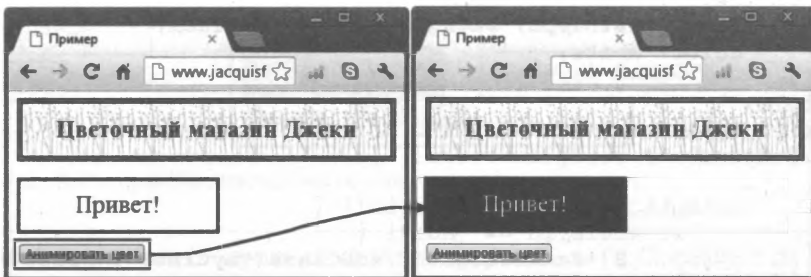 Пример
Пример
www.jacquisf
www.jacquisf
Цветочный магазин Джеки
Цветочный магазин Джеки
Привет!
Привет!
Анимировать цвет
Анимировать цвет